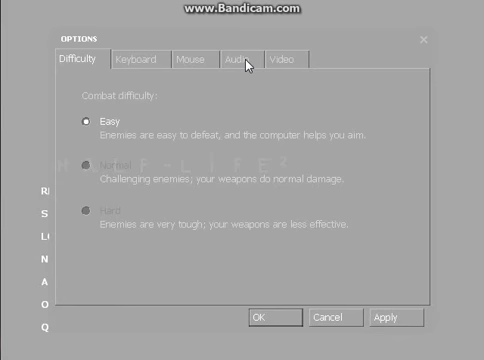 www.Bandicam.com
OPTIONS
Difficulty Keyboard Mouse Audio Video
Combat difficulty:
Easy
Enemies are easy to defeat, and the computer helps you aim.
HALF-LIFE²
Normal
Challenging enemies; your weapons do normal damage.
Hard
Enemies are very tough; your weapons are less effective.
OK Cancel Apply